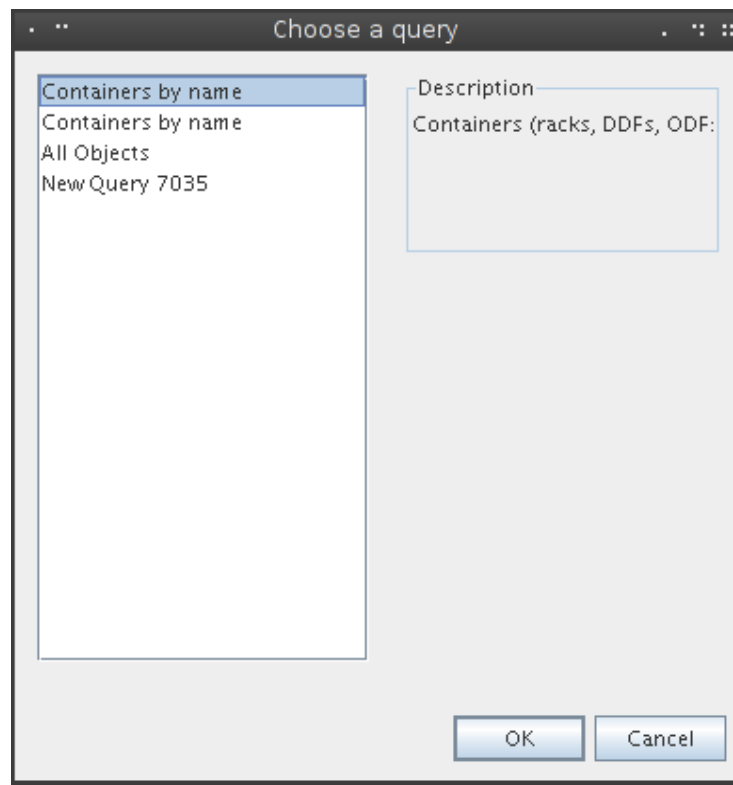 Choose a query
Containers by name
Containers by name
All Objects
New Query 7035
Description
Containers (racks, DDFs, ODF
OK
Cancel